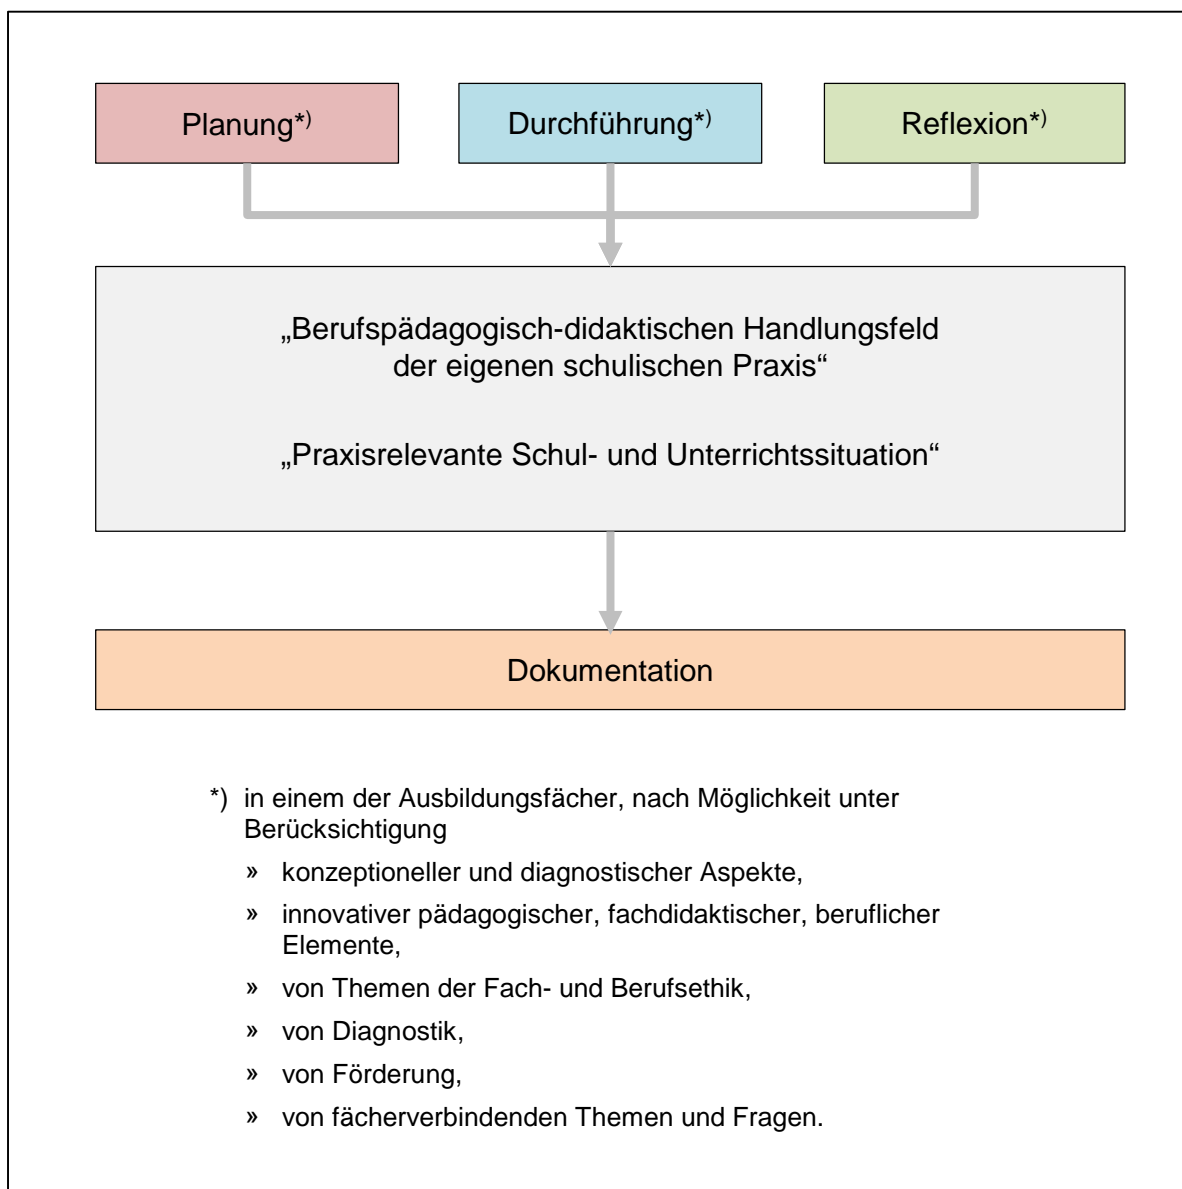 Planung*)
Durchführung*)
Reflexion*)
„Berufspädagogisch-didaktischen Handlungsfeld
der eigenen schulischen Praxis“
„Praxisrelevante Schul- und Unterrichtssituation“
Dokumentation
*) in einem der Ausbildungsfächer, nach Möglichkeit unter
Berücksichtigung
» konzeptioneller und diagnostischer Aspekte,
» innovativer pädagogischer, fachdidaktischer, beruflicher
Elemente,
» von Themen der Fach- und Berufsethik,
» von Diagnostik,
» von Förderung,
» von fächerverbindenden Themen und Fragen.